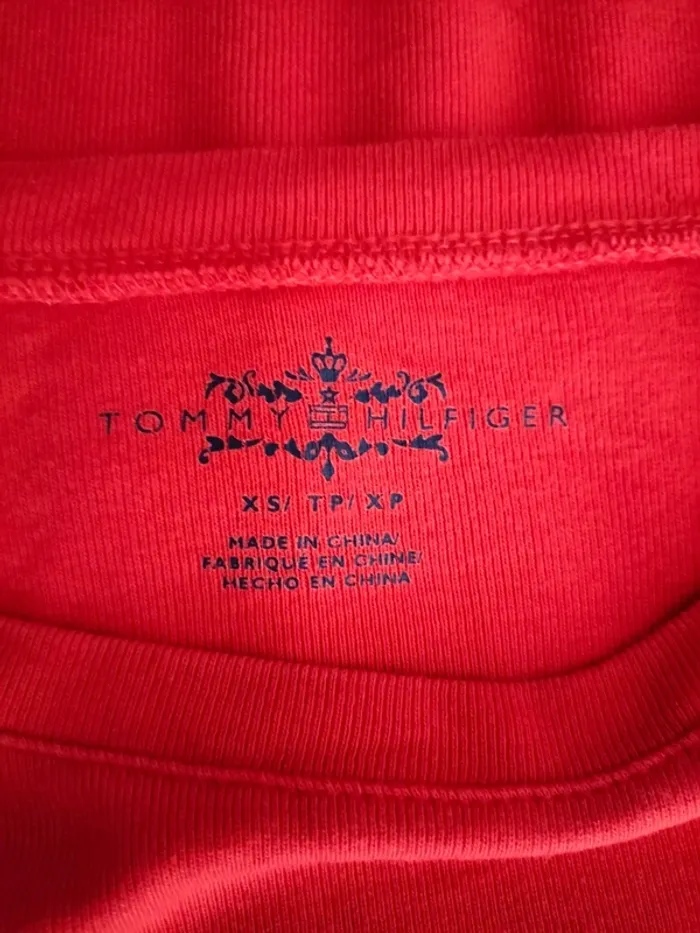 TOMMY HILFIGER
XS/ TP/ XP
MADE IN CHINA/
FABRIQUÉ EN CHINE/
HECHO EN CHINA